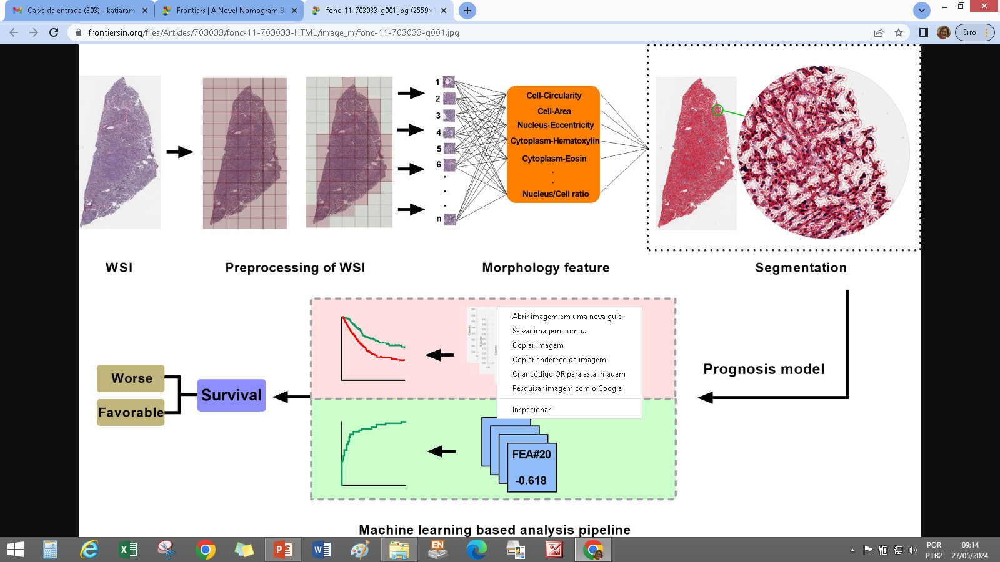 Caixa de entrada (303) - katiaram
Frontiers | A Novel Nomogram B
fonc-11-703033-g001.jpg (2559×1
frontiersin.org/files/Articles/703033/fonc-11-703033-HTML/image_m/fonc-11-703033-g001.jpg
Erro
1
2
3
4
5
6
n
Cell-Circularity
Cell-Area
Nucleus-Eccentricity
Cytoplasm-Hematoxylin
Cytoplasm-Eosin
Nucleus/Cell ratio
WSI
Preprocessing of WSI
Morphology feature
Segmentation
Abrir imagem em uma nova guia
Salvar imagem como...
Copiar imagem
Copiar endereço da imagem
Criar código QR para esta imagem
Pesquisar imagem com o Google
Inspecionar
Prognosis model
Worse
Favorable
Survival
FEA#20
-0.618
Machine learning based analysis pipeline
EN
POR
PTB2
09:14
27/05/2024